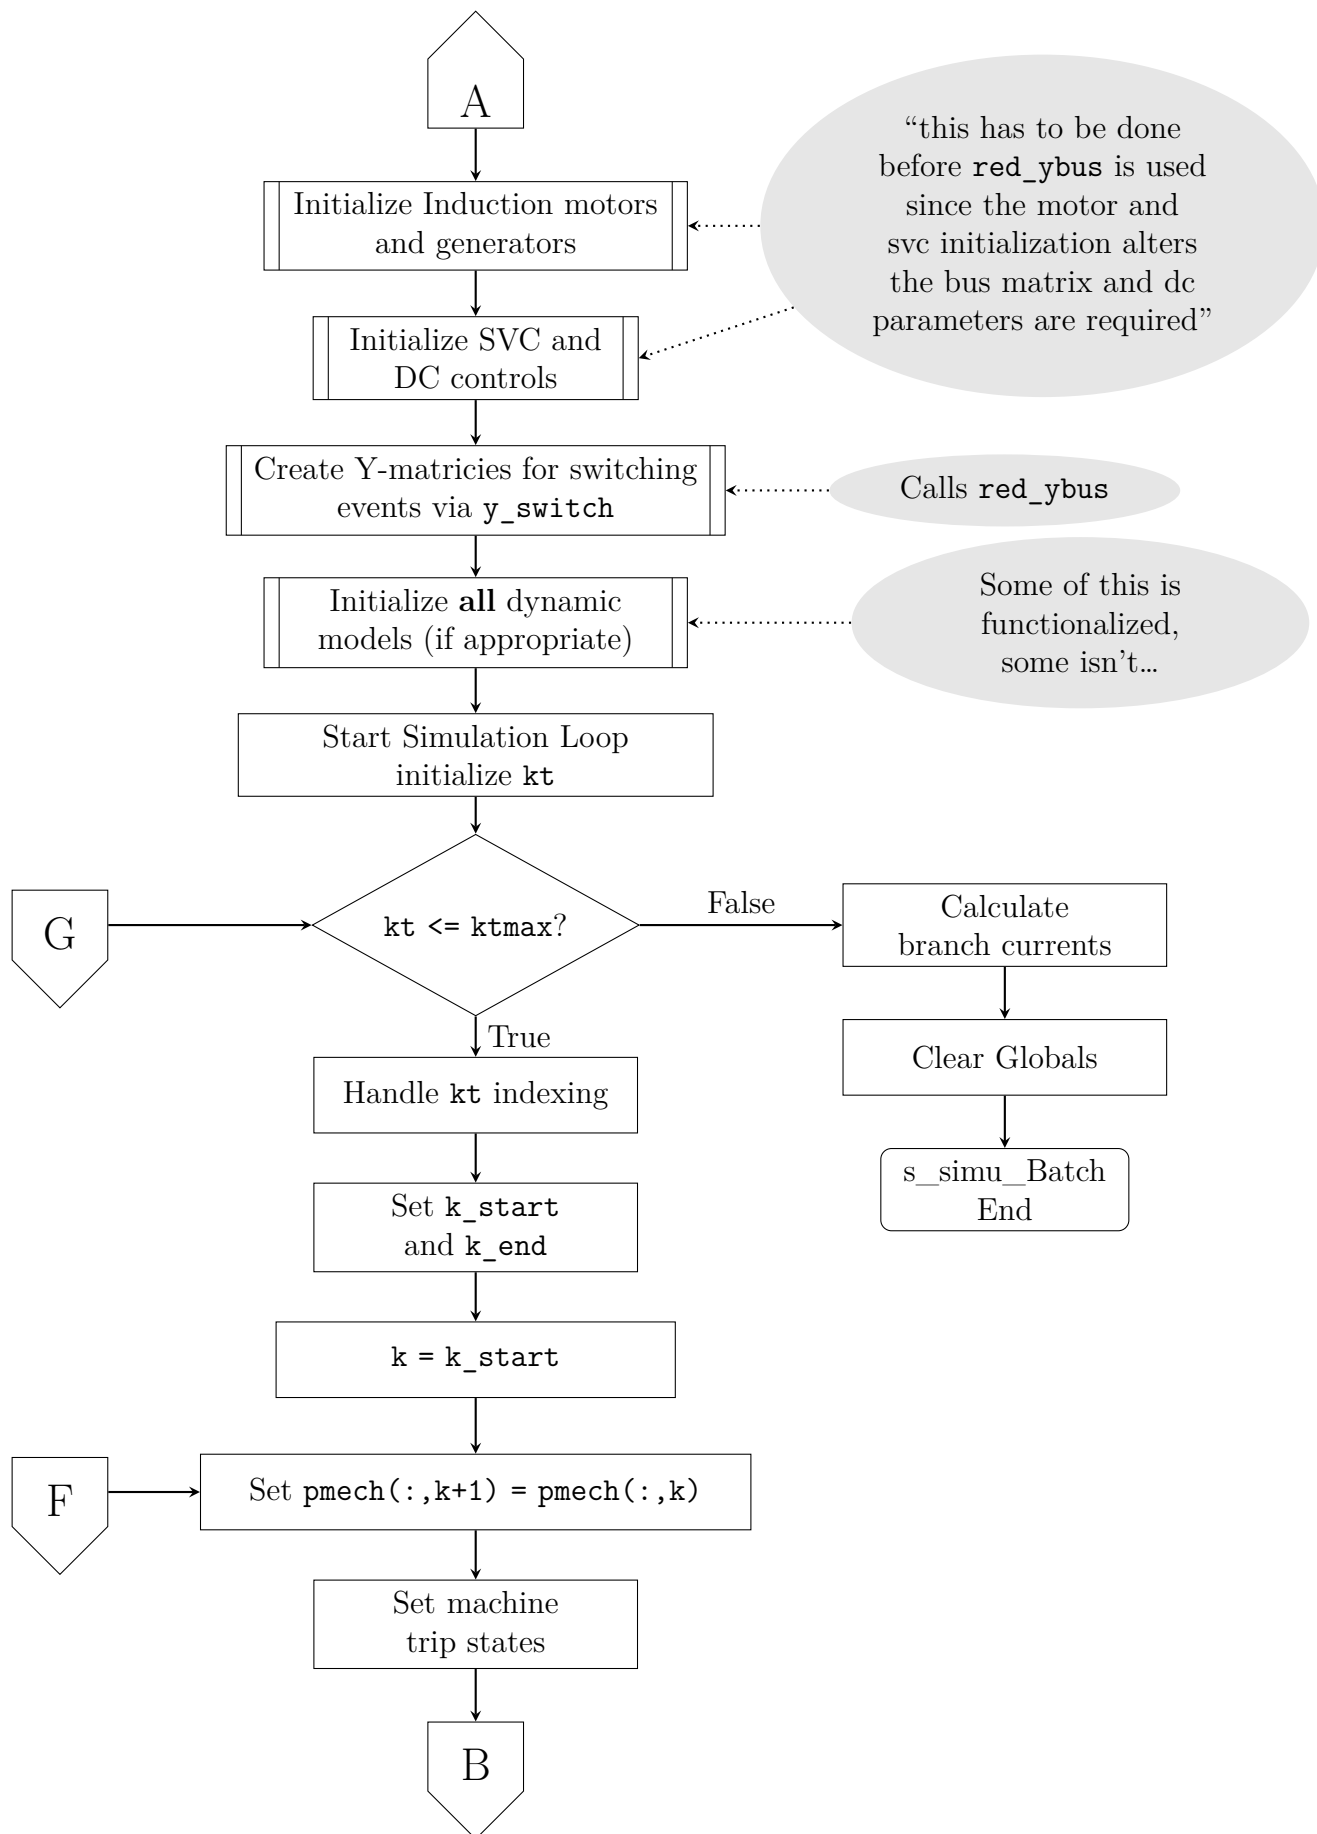 A
Initialize Induction motors
and generators
“this has to be done
before red_ybus is used
since the motor and
svc initialization alters
the bus matrix and dc
parameters are required”
Initialize SVC and
DC controls
Create Y-matricies for switching
events via y_switch
Calls red_ybus
Initialize all dynamic
models (if appropriate)
Some of this is
functionalized,
some isn’t…
Start Simulation Loop
initialize kt
G
kt <= ktmax?
False
Calculate
branch currents
True
Clear Globals
Handle kt indexing
s_simu_Batch
End
Set k_start
and k_end
k = k_start
F
Set pmech(:,k+1) = pmech(:,k)
Set machine
trip states
B